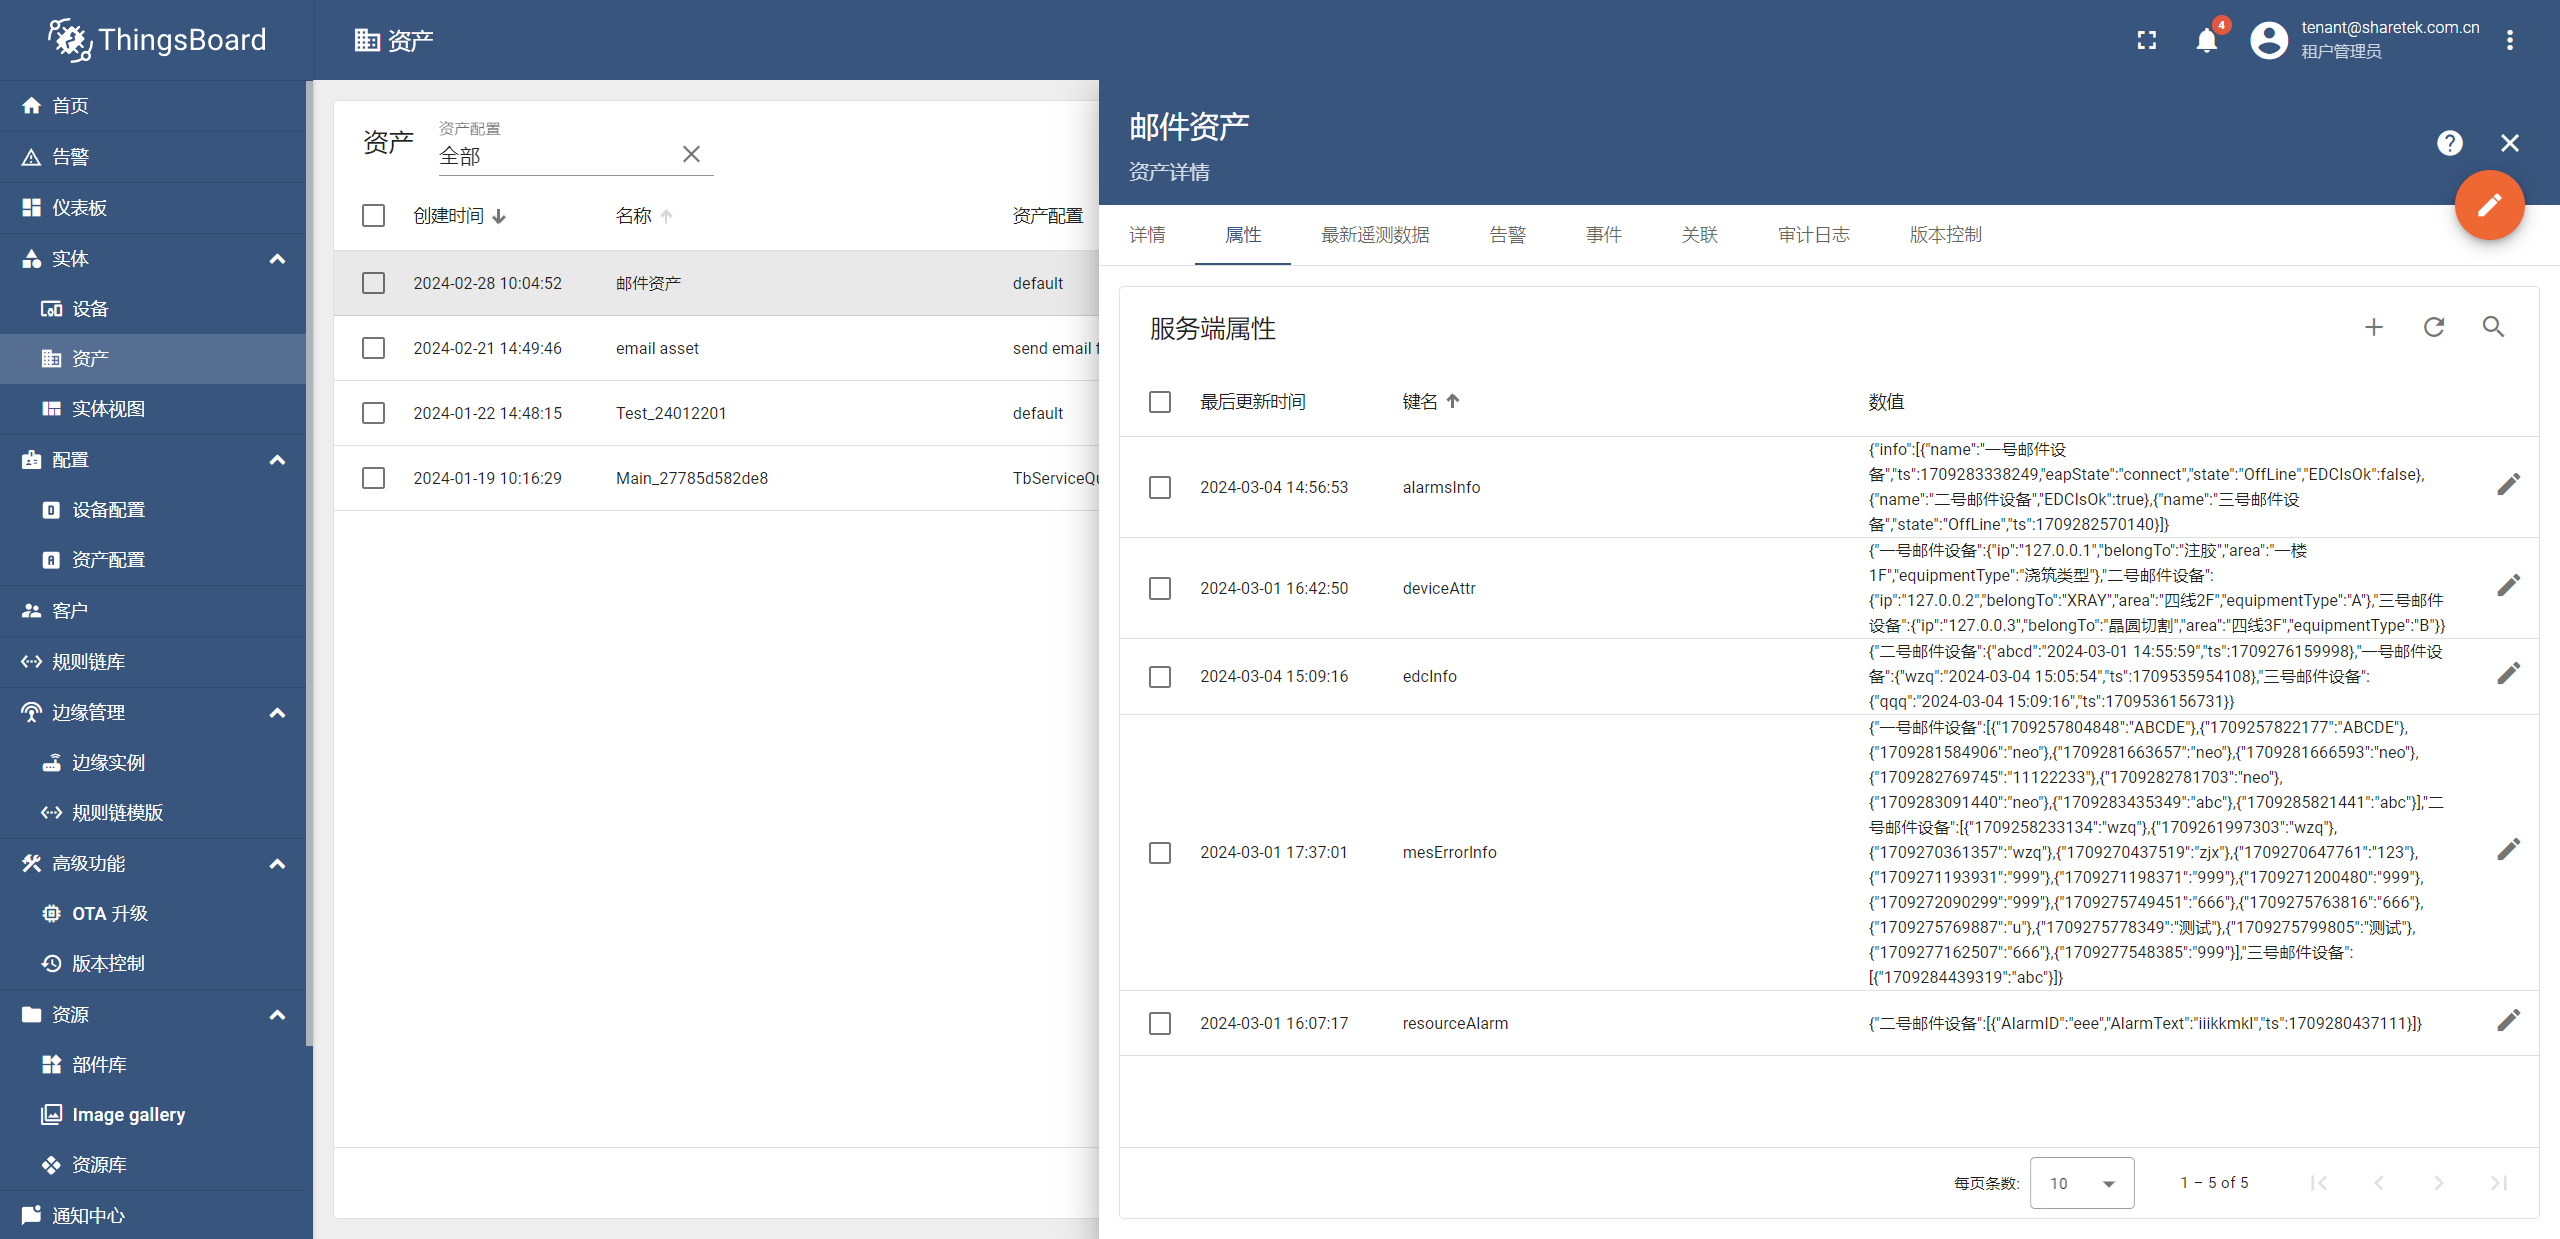 ThingsBoard
资产
4
tenant@sharetek.com.cn
租户管理员
首页
告警
仪表板
实体
设备
资产
实体视图
配置
设备配置
资产配置
客户
规则链库
边缘管理
边缘实例
规则链模版
高级功能
OTA 升级
版本控制
资源
部件库
Image gallery
资源库
通知中心
资产
资产配置
全部
创建时间 名称 资产配置
2024-02-28 10:04:52 邮件资产 default
2024-02-21 14:49:46 email asset send email f
2024-01-22 14:48:15 Test_24012201 default
2024-01-19 10:16:29 Main_27785d582de8 TbServiceQu
邮件资产
资产详情
详情 属性 最新遥测数据 告警 事件 关联 审计日志 版本控制
服务端属性
最后更新时间 键名 数值
2024-03-04 14:56:53 alarmsInfo
{"info":[{"name":"一号邮件设
备","ts":1709283338249,"eapState":"connect","state":"OffLine","EDCIsOk":false},
{"name":"二号邮件设备","EDCIsOk":true},{"name":"三号邮件设
备","state":"OffLine","ts":1709282570140}]}
2024-03-01 16:42:50 deviceAttr
{"一号邮件设备":{"ip":"127.0.0.1","belongTo":"注胶","area":"一楼
1F","equipmentType":"浇筑类型"},"二号邮件设备":
{"ip":"127.0.0.2","belongTo":"XRAY","area":"四线2F","equipmentType":"A"},"三号邮件
设备":{"ip":"127.0.0.3","belongTo":"晶圆切割","area":"四线3F","equipmentType":"B"}}
2024-03-04 15:09:16 edcInfo
{"二号邮件设备":{"abcd":"2024-03-01 14:55:59","ts":1709276159998},"一号邮件设
备":{"wzq":"2024-03-04 15:05:54","ts":1709535954108},"三号邮件设备":
{"qqq":"2024-03-04 15:09:16","ts":1709536156731}}
2024-03-01 17:37:01 mesErrorInfo
{"一号邮件设备":[{"1709257804848":"ABCDE"},{"1709257822177":"ABCDE"},
{"1709281584906":"neo"},{"1709281663657":"neo"},{"1709281666593":"neo"},
{"1709282769745":"11122233"},{"1709282781703":"neo"},
{"1709283091440":"neo"},{"1709283435349":"abc"},{"1709285821441":"abc"}],"二
号邮件设备":[{"1709258233134":"wzq"},{"1709261997303":"wzq"},
{"1709270361357":"wzq"},{"1709270437519":"zjx"},{"1709270647761":"123"},
{"1709271193931":"999"},{"1709271198371":"999"},{"1709271200480":"999"},
{"1709272090299":"999"},{"1709275749451":"666"},{"1709275763816":"666"},
{"1709275769887":"u"},{"1709275778349":"测试"},{"1709275799805":"测试"},
{"1709277162507":"666"},{"1709277548385":"999"}],"三号邮件设备":
[{"1709284439319":"abc"}]}
2024-03-01 16:07:17 resourceAlarm
{"二号邮件设备":[{"AlarmID":"eee","AlarmText":"iiikkmkl","ts":1709280437111}]}
每页条数: 10 1 – 5 of 5